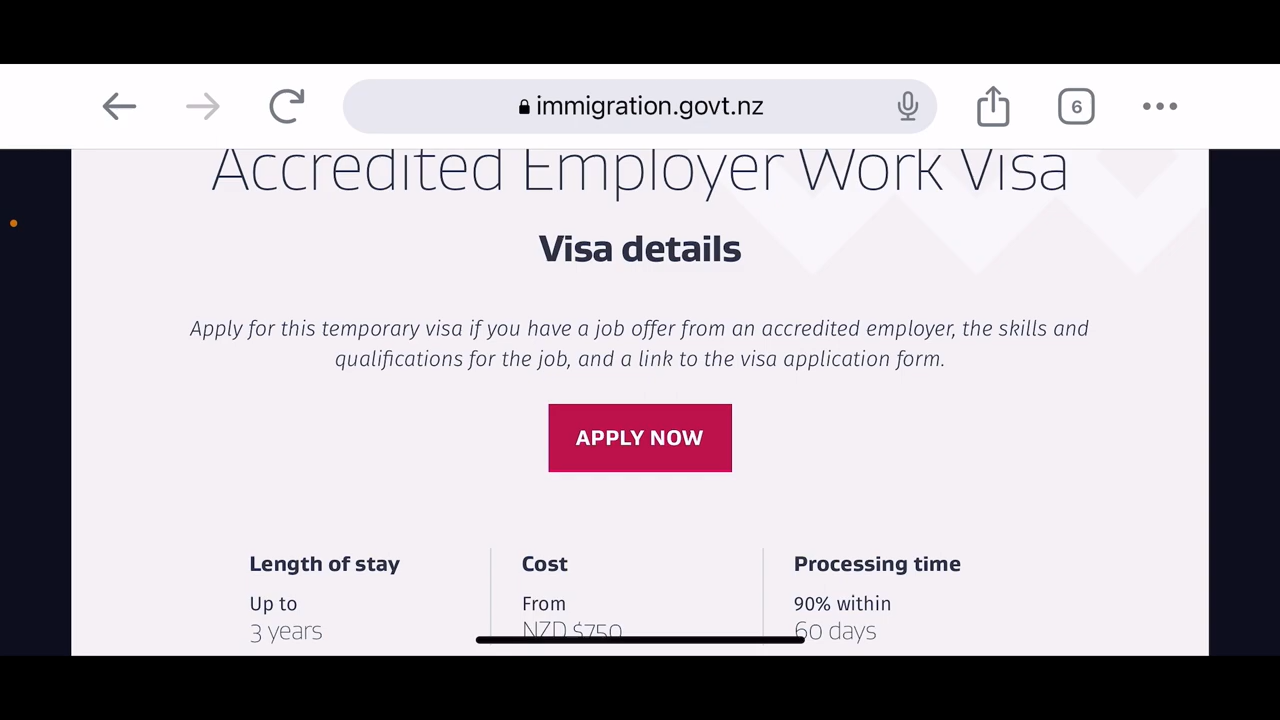 immigration.govt.nz
6
Accredited Employer Work Visa
Visa details
Apply for this temporary visa if you have a job offer from an accredited employer, the skills and
qualifications for the job, and a link to the visa application form.
APPLY NOW
Length of stay
Up to
3 years
Cost
From
NZD $750
Processing time
90% within
60 days